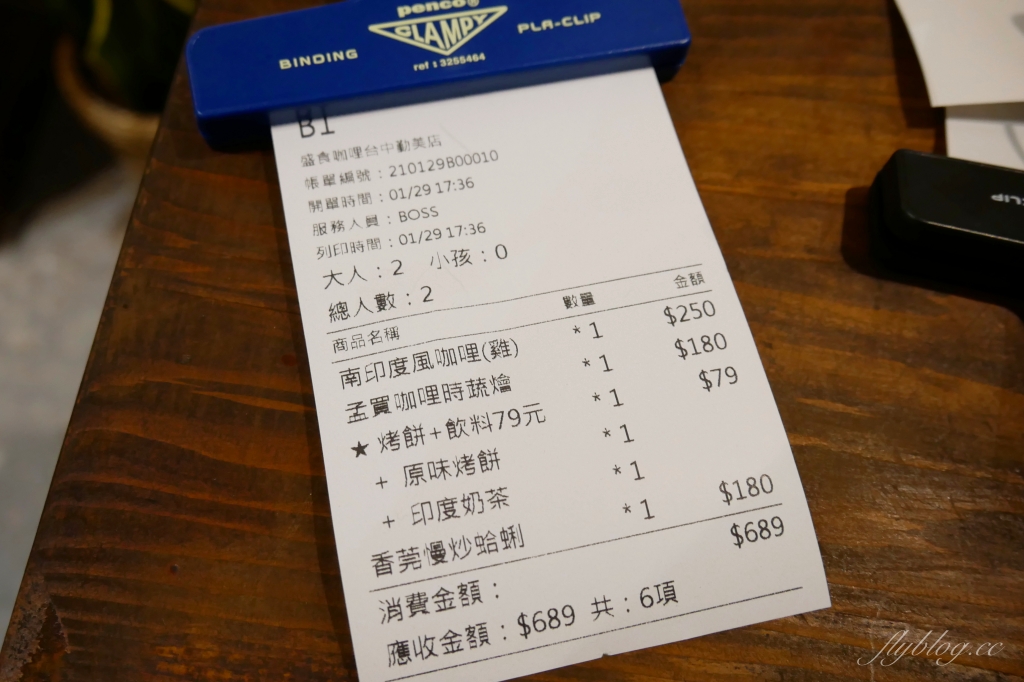 penco®
CLAMPY
BINDING PLA-CLIP
ref : 3255464
B1
盛食咖哩台中勤美店
帳單編號：210129B00010
開單時間：01/29 17:36
服務人員：BOSS
列印時間：01/29 17:36
大人：2 小孩：0
總人數：2
商品名稱 數量 金額
南印度風咖哩(雞) *1 $250
孟買咖哩時蔬燴 *1 $180
★ 烤餅+飲料79元 *1 $79
+ 原味烤餅 *1
+ 印度奶茶 *1
香莞慢炒蛤蜊 *1 $180
消費金額： $689
應收金額：$689 共：6項
CLIP
flyblog.cc